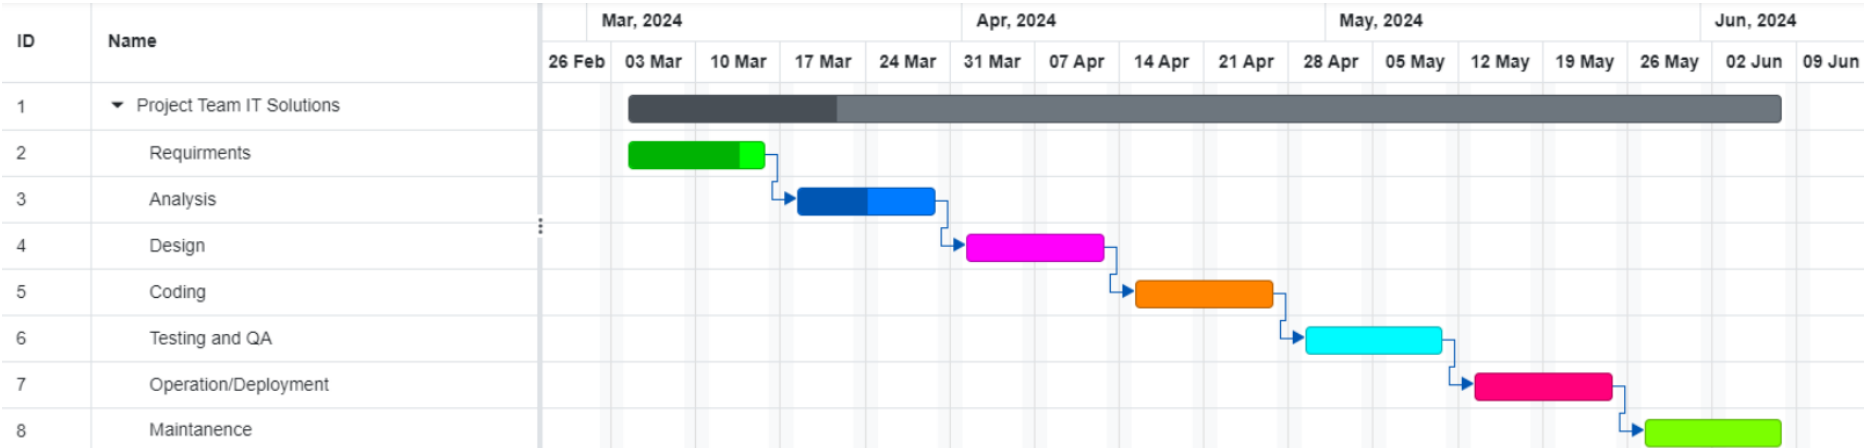 Mar, 2024 Apr, 2024 May, 2024 Jun, 2024
ID Name
26 Feb 03 Mar 10 Mar 17 Mar 24 Mar 31 Mar 07 Apr 14 Apr 21 Apr 28 Apr 05 May 12 May 19 May 26 May 02 Jun 09 Jun
1 Project Team IT Solutions
2 Requirments
3 Analysis
4 Design
5 Coding
6 Testing and QA
7 Operation/Deployment
8 Maintanence